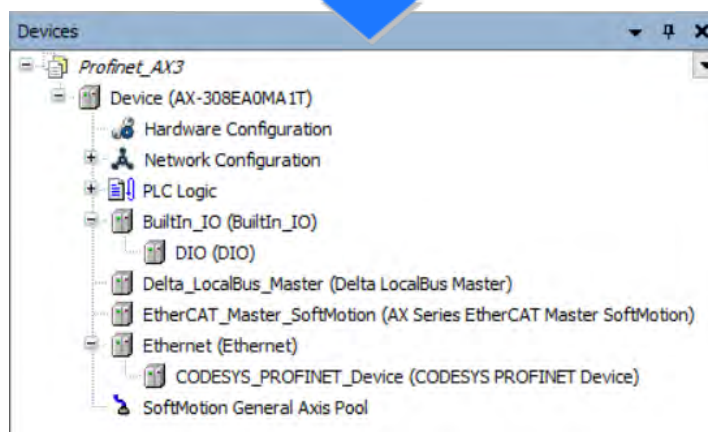 Devices
Profinet_AX3
Device (AX-308EA0MA1T)
Hardware Configuration
Network Configuration
PLC Logic
BuiltIn_IO (BuiltIn_IO)
DIO (DIO)
Delta_LocalBus_Master (Delta LocalBus Master)
EtherCAT_Master_SoftMotion (AX Series EtherCAT Master SoftMotion)
Ethernet (Ethernet)
CODESYS_PROFINET_Device (CODESYS PROFINET Device)
SoftMotion General Axis Pool